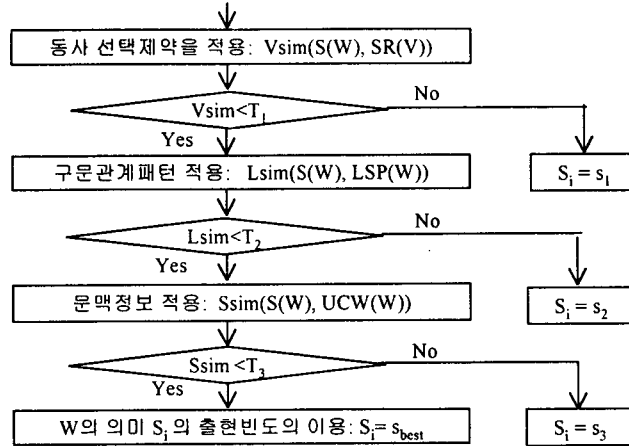 동사 선택제약을 적용: Vsim(S(W), SR(V))
Vsim<T₁
No
Yes
구문관계패턴 적용: Lsim(S(W), LSP(W))
Sᵢ = s₁
Lsim<T₂
No
Yes
문맥정보 적용: Ssim(S(W), UCW(W))
Sᵢ = s₂
Ssim <T₃
No
Yes
W의 의미 Sᵢ 의 출현빈도의 이용: Sᵢ= s_best
Sᵢ = s₃